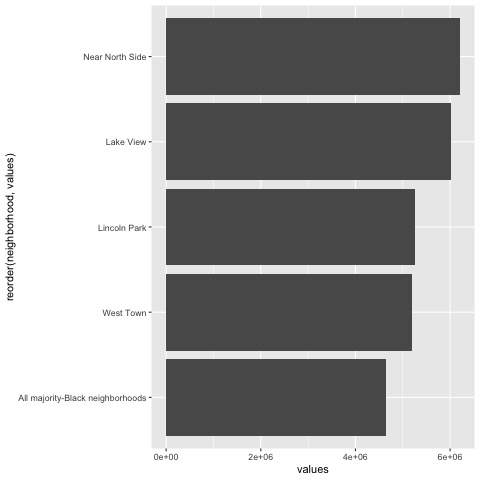 reorder(neighborhood, values)
Near North Side
Lake View
Lincoln Park
West Town
All majority-Black neighborhoods
0e+00 2e+06 4e+06 6e+06
values